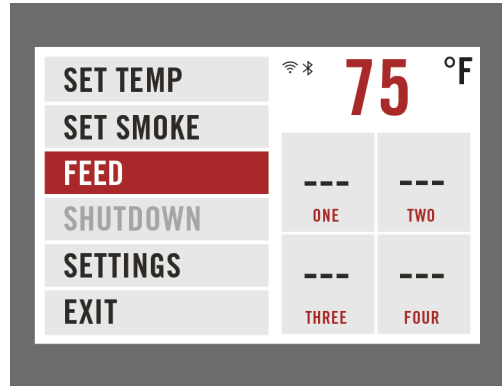 SET TEMP
SET SMOKE
FEED
SHUTDOWN
SETTINGS
EXIT
75 °F
---
ONE
---
TWO
---
THREE
---
FOUR